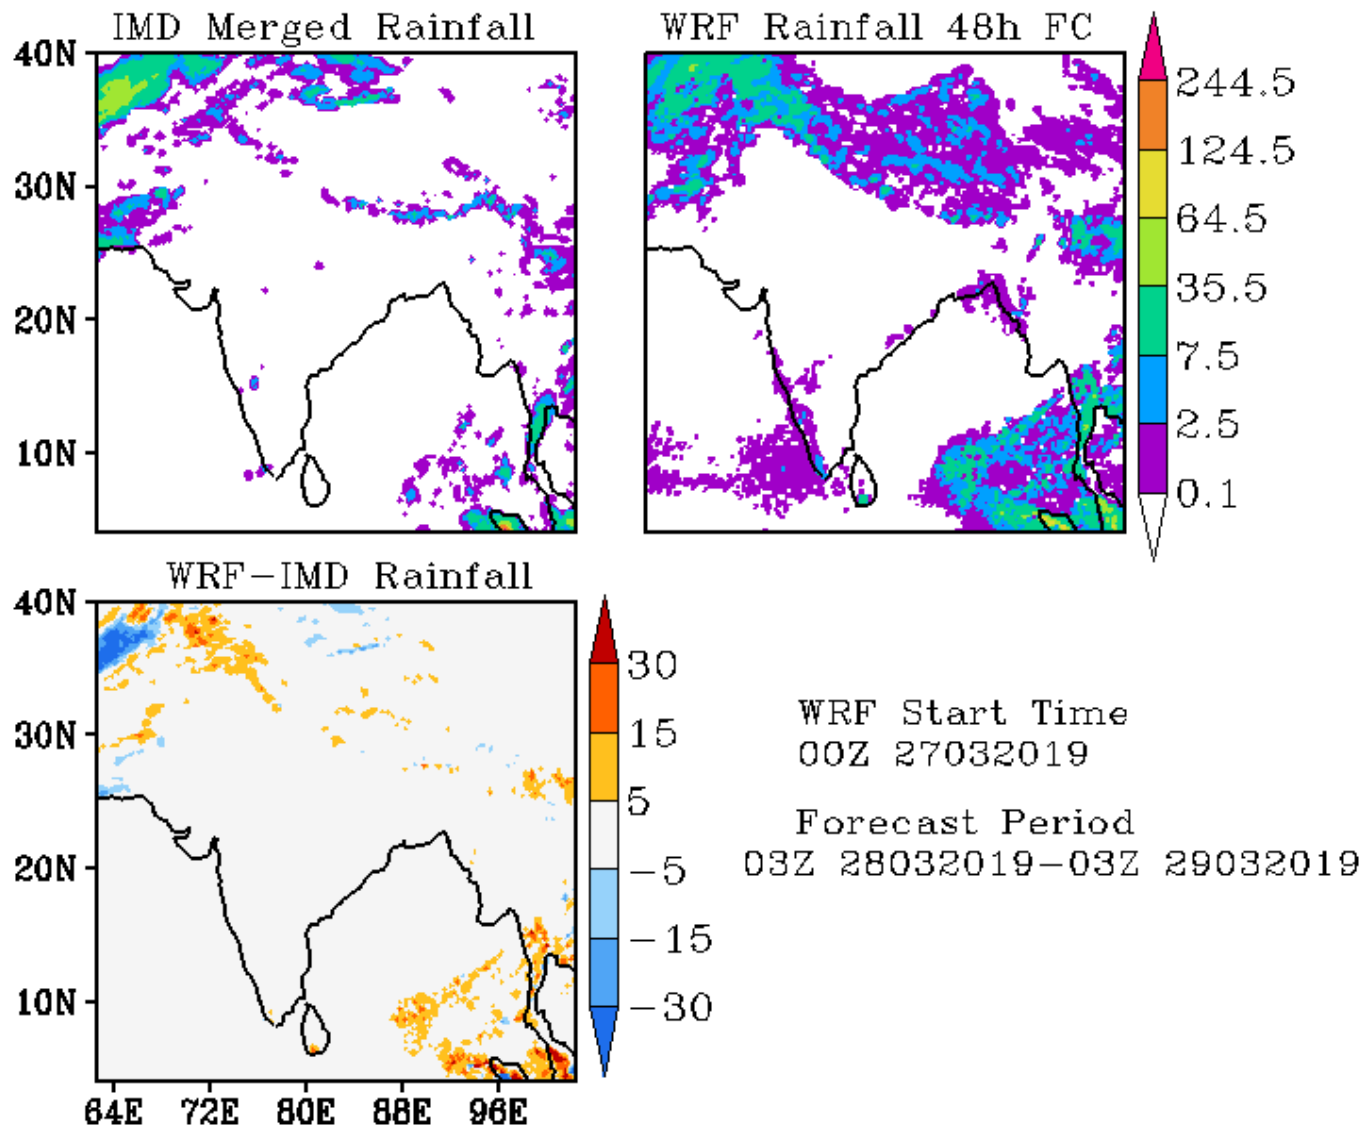 IMD Merged Rainfall
WRF Rainfall 48h FC
40N
30N
20N
10N
244.5
124.5
64.5
35.5
7.5
2.5
0.1
WRF-IMD Rainfall
40N
30N
20N
10N
64E 72E 80E 88E 96E
30
15
5
-5
-15
-30
WRF Start Time
00Z 27032019
Forecast Period
03Z 28032019-03Z 29032019